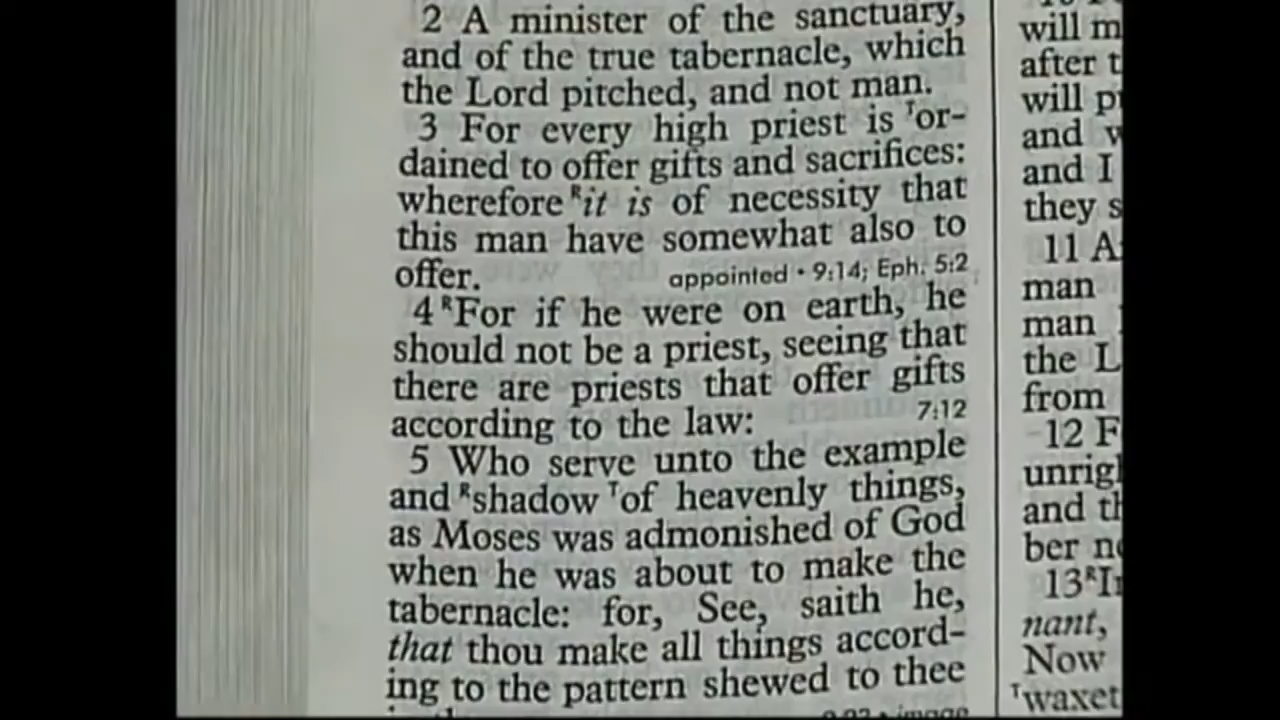 2 A minister of the sanctuary,
and of the true tabernacle, which
the Lord pitched, and not man.
3 For every high priest is ᵀor-
dained to offer gifts and sacrifices:
wherefore ᴿit is of necessity that
this man have somewhat also to
offer. appointed • 9:14; Eph. 5:2
4 ᴿFor if he were on earth, he
should not be a priest, seeing that
there are priests that offer gifts
according to the law: 7:12
5 Who serve unto the example
and ᴿshadow ᵀof heavenly things,
as Moses was admonished of God
when he was about to make the
tabernacle: for, See, saith he,
that thou make all things accord-
ing to the pattern shewed to thee
will
after
will
and
and I
they
11
man
man
the
from
12
and
ber
13
nant,
Now